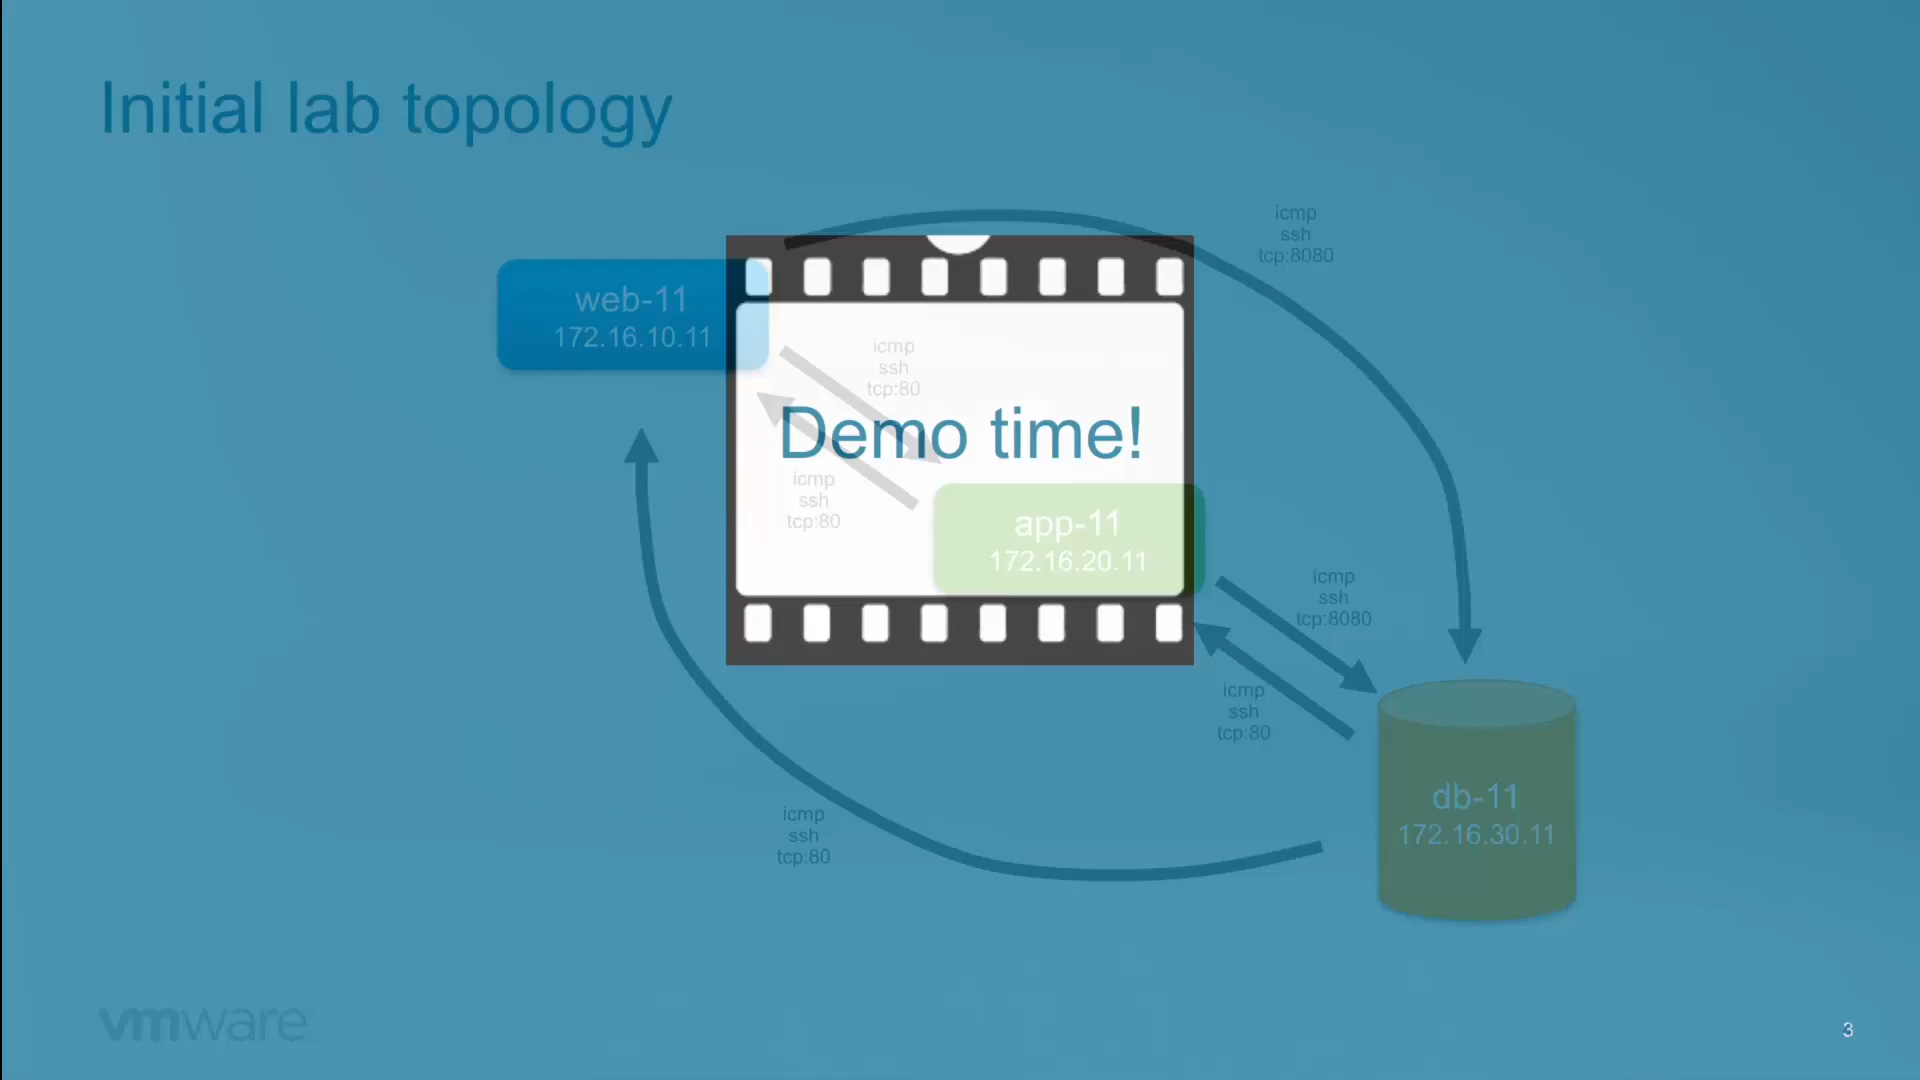 Initial lab topology
icmp
ssh
tcp:8080
web-11
172.16.10.11
icmp
ssh
tcp:80
Demo time!
icmp
ssh
tcp:80
app-11
172.16.20.11
icmp
ssh
tcp:8080
icmp
ssh
tcp:80
db-11
172.16.30.11
icmp
ssh
tcp:80
vmware
3